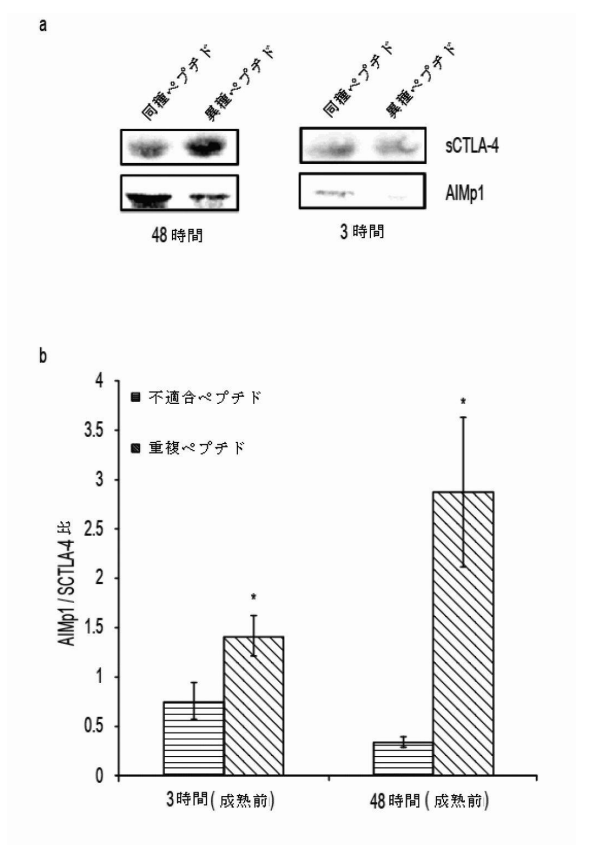 a
同種ペプチド 異種ペプチド 同種ペプチド 異種ペプチド
sCTLA-4
AIMp1
48 時間 3 時間
b
AIMp1 / SCTLA-4 比
4
3.5
3
2.5
2
1.5
1
0.5
0
不適合ペプチド
重複ペプチド
*
*
3時間( 成熟前) 48時間( 成熟前)